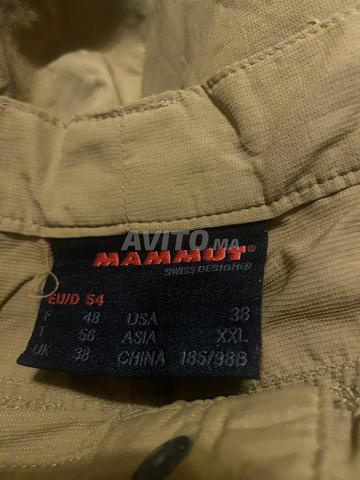 AVITO.MA
MAMMUT®
SWISS DESIGN®
EU/D 54
F 48 USA 38
I 56 ASIA XXL
UK 38 CHINA 185/98B